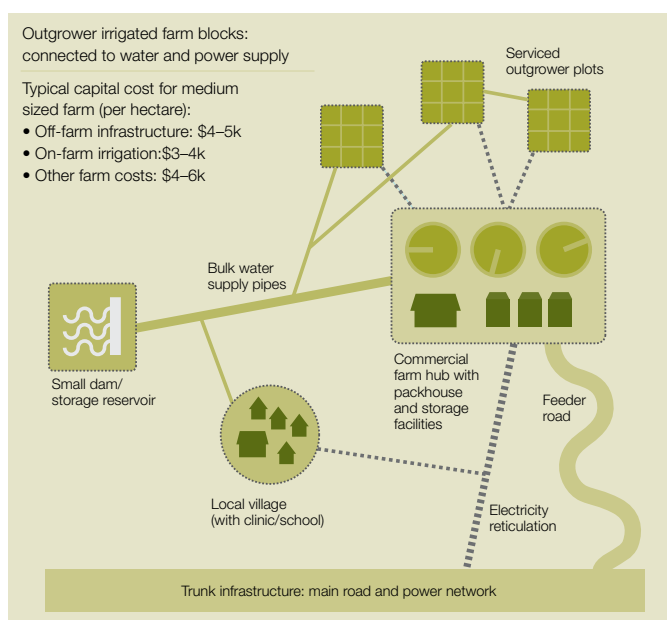 Outgrower irrigated farm blocks:
connected to water and power supply
Typical capital cost for medium
sized farm (per hectare):
• Off-farm infrastructure: $4–5k
• On-farm irrigation:$3–4k
• Other farm costs: $4–6k
Serviced
outgrower plots
Bulk water
supply pipes
Small dam/
storage reservoir
Commercial
farm hub with
packhouse
and storage
facilities
Feeder
road
Local village
(with clinic/school)
Electricity
reticulation
Trunk infrastructure: main road and power network